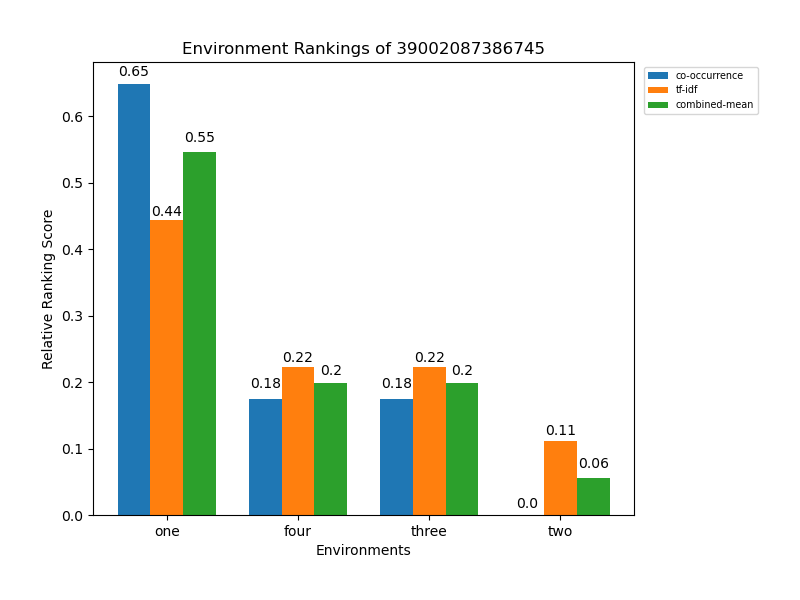 Environment Rankings of 39002087386745
co-occurrence
tf-idf
combined-mean
Relative Ranking Score
0.6
0.5
0.4
0.3
0.2
0.1
0.0
0.65
0.44
0.55
0.18
0.22
0.2
0.18
0.22
0.2
0.0
0.11
0.06
one four three two
Environments